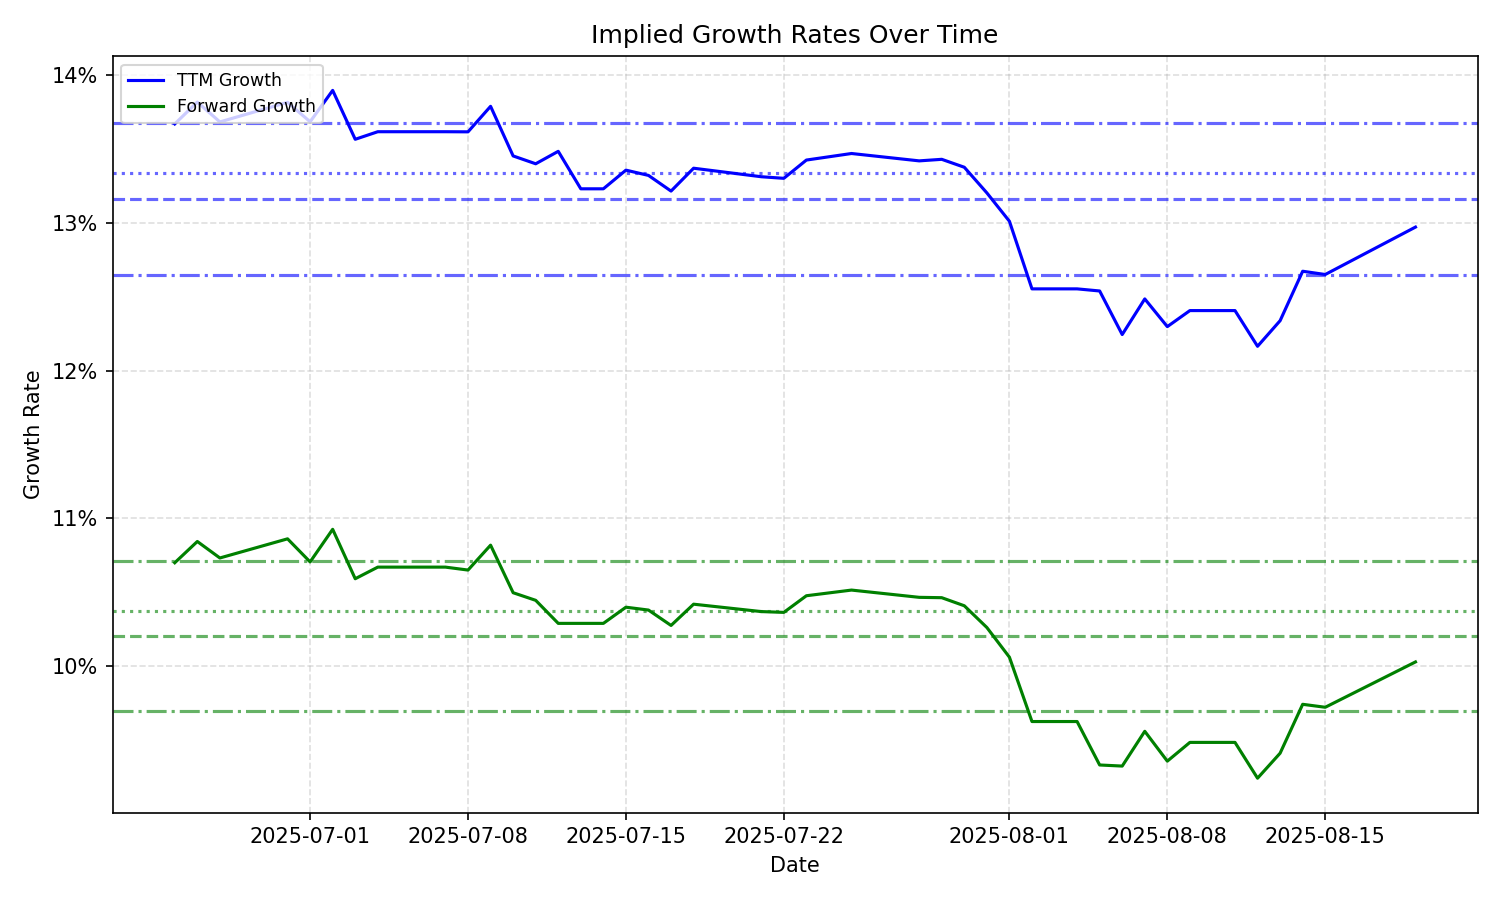 Implied Growth Rates Over Time
14%
13%
12%
11%
10%
Growth Rate
TTM Growth
Forward Growth
2025-07-01
2025-07-08
2025-07-15
2025-07-22
2025-08-01
2025-08-08
2025-08-15
Date